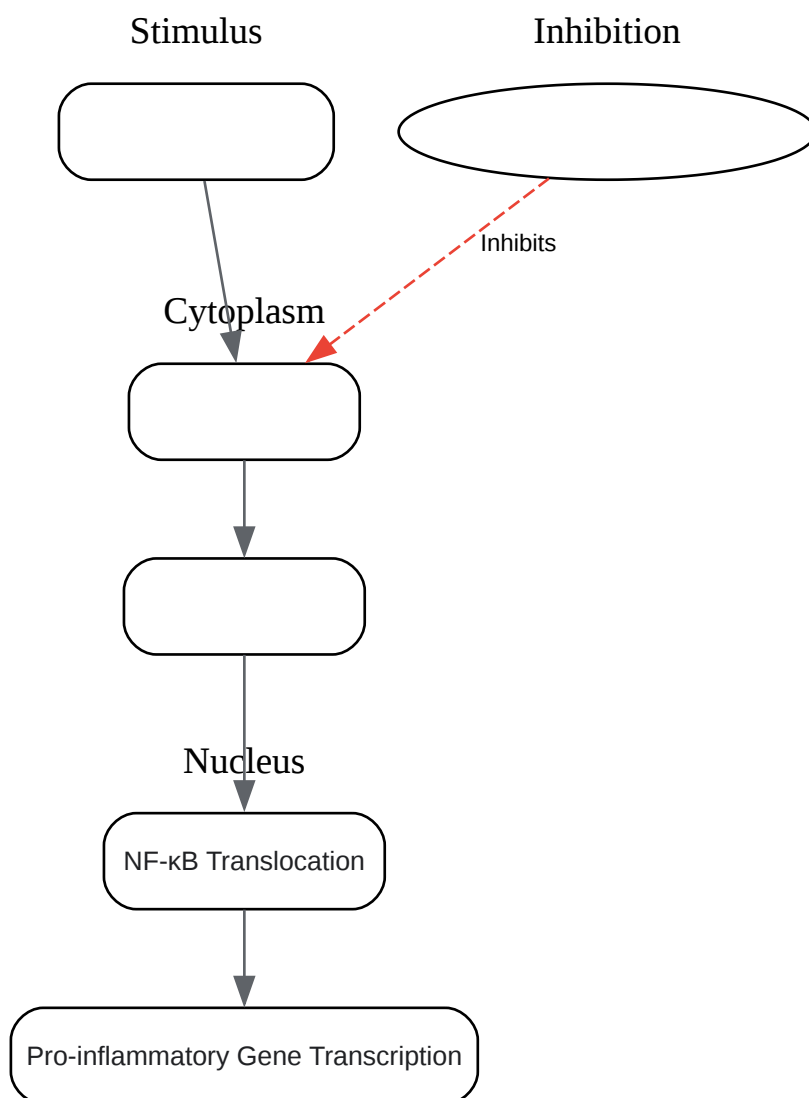 Stimulus
Inhibition
Inhibits
Cytoplasm
Nucleus
NF-κB Translocation
Pro-inflammatory Gene Transcription